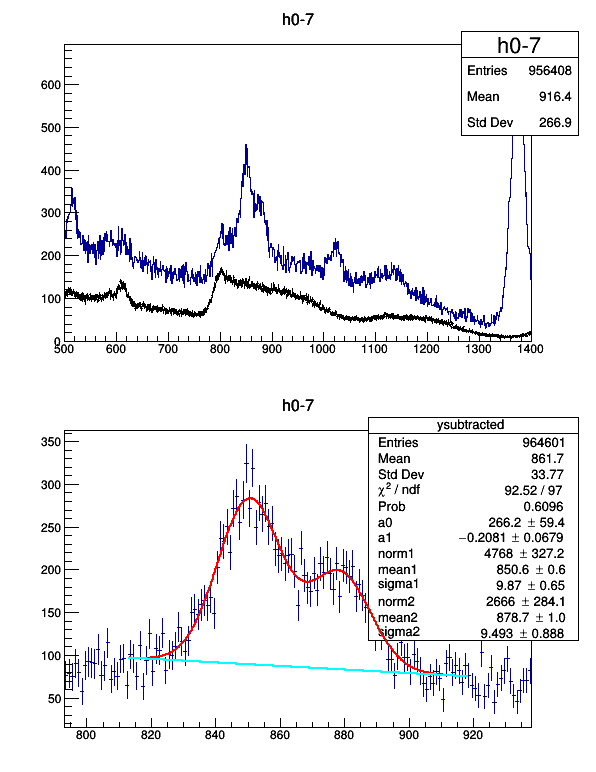 h0-7
h0-7
Entries 956408
Mean 916.4
Std Dev 266.9
600
500
400
300
200
100
0
500 600 700 800 900 1000 1100 1200 1300 1400
h0-7
ysubtracted
Entries 964601
Mean 861.7
Std Dev 33.77
χ² / ndf 92.52 / 97
Prob 0.6096
a0 266.2 ± 59.4
a1 −0.2081 ± 0.0679
norm1 4768 ± 327.2
mean1 850.6 ± 0.6
sigma1 9.87 ± 0.65
norm2 2666 ± 284.1
mean2 878.7 ± 1.0
sigma2 9.493 ± 0.888
350
300
250
200
150
100
50
800 820 840 860 880 900 920